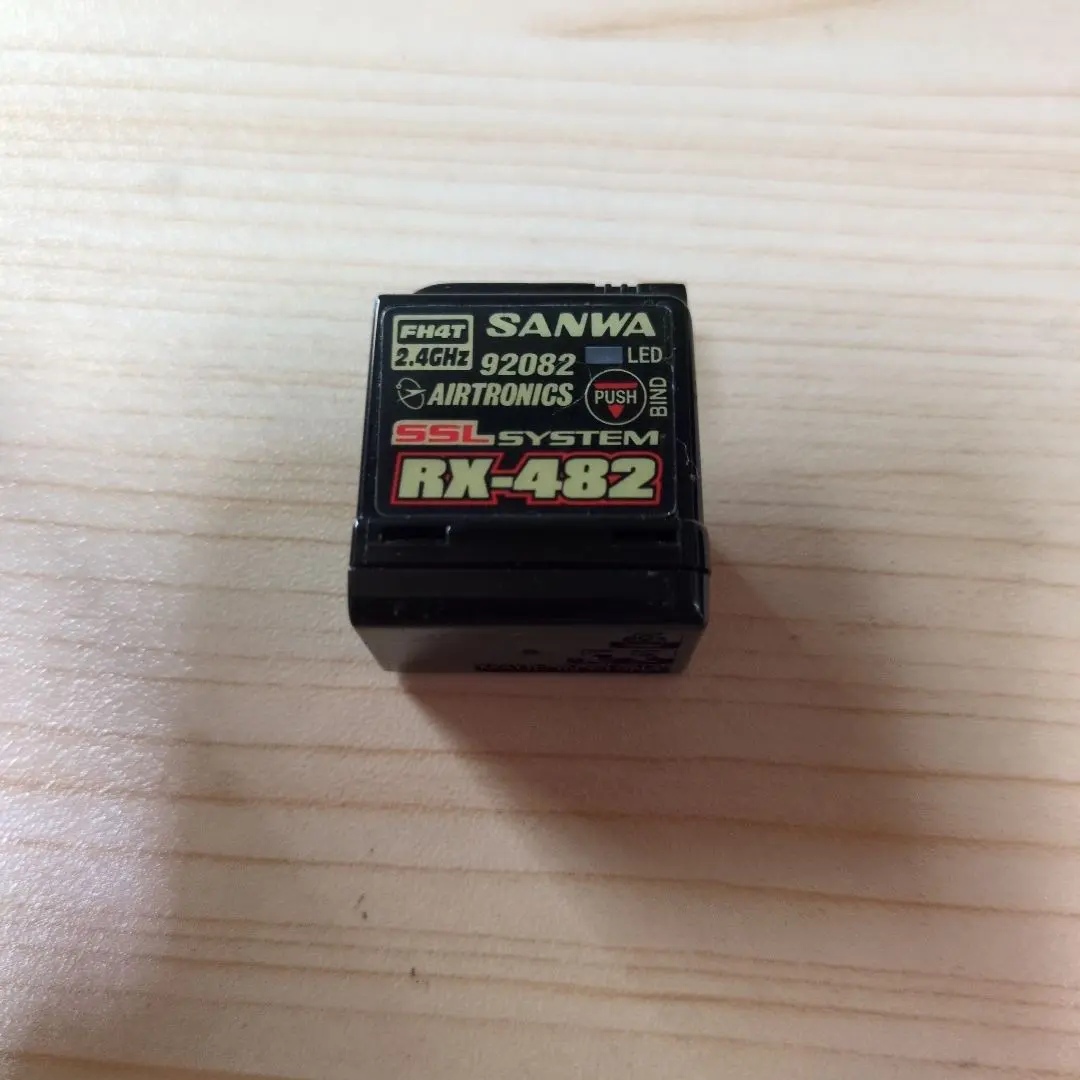 FH4T SANWA
2.4GHz 92082 LED
AIRTRONICS PUSH BIND
SSL SYSTEM
RX-482